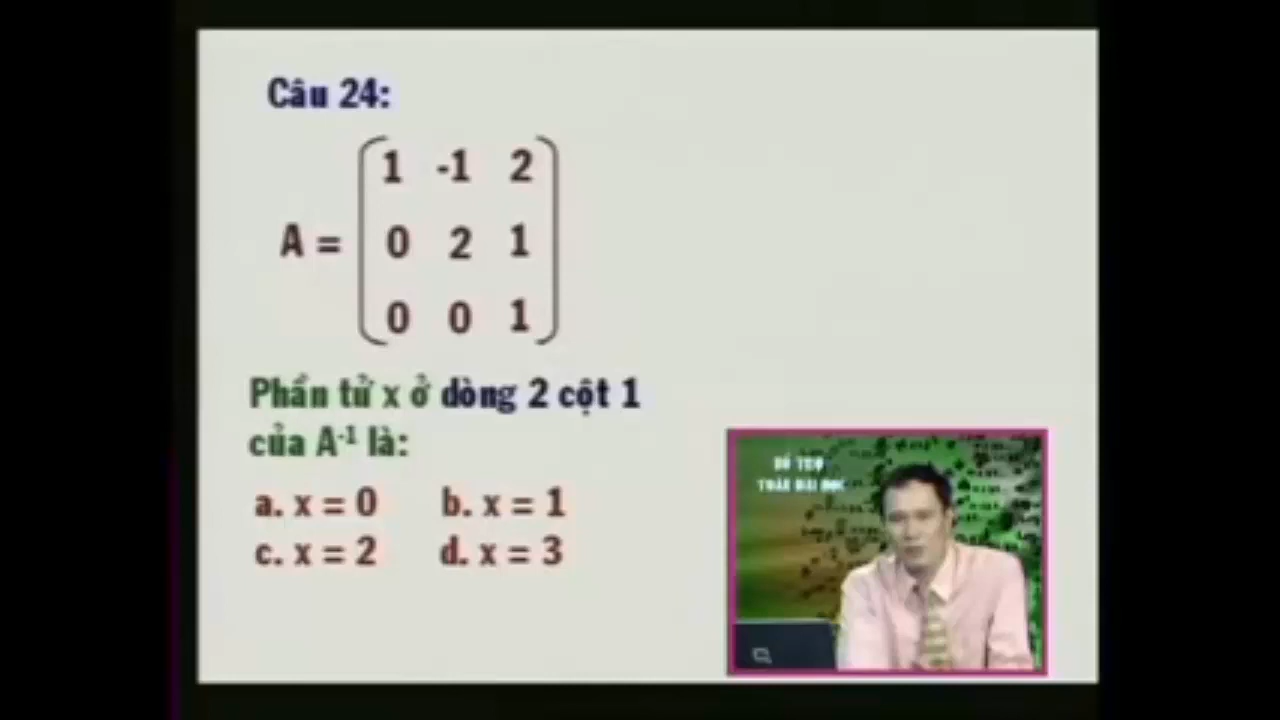 Câu 24:
1 -1 2
A = 0 2 1
0 0 1
Phần tử x ở dòng 2 cột 1
của A-1 là:
a. x = 0 b. x = 1
c. x = 2 d. x = 3